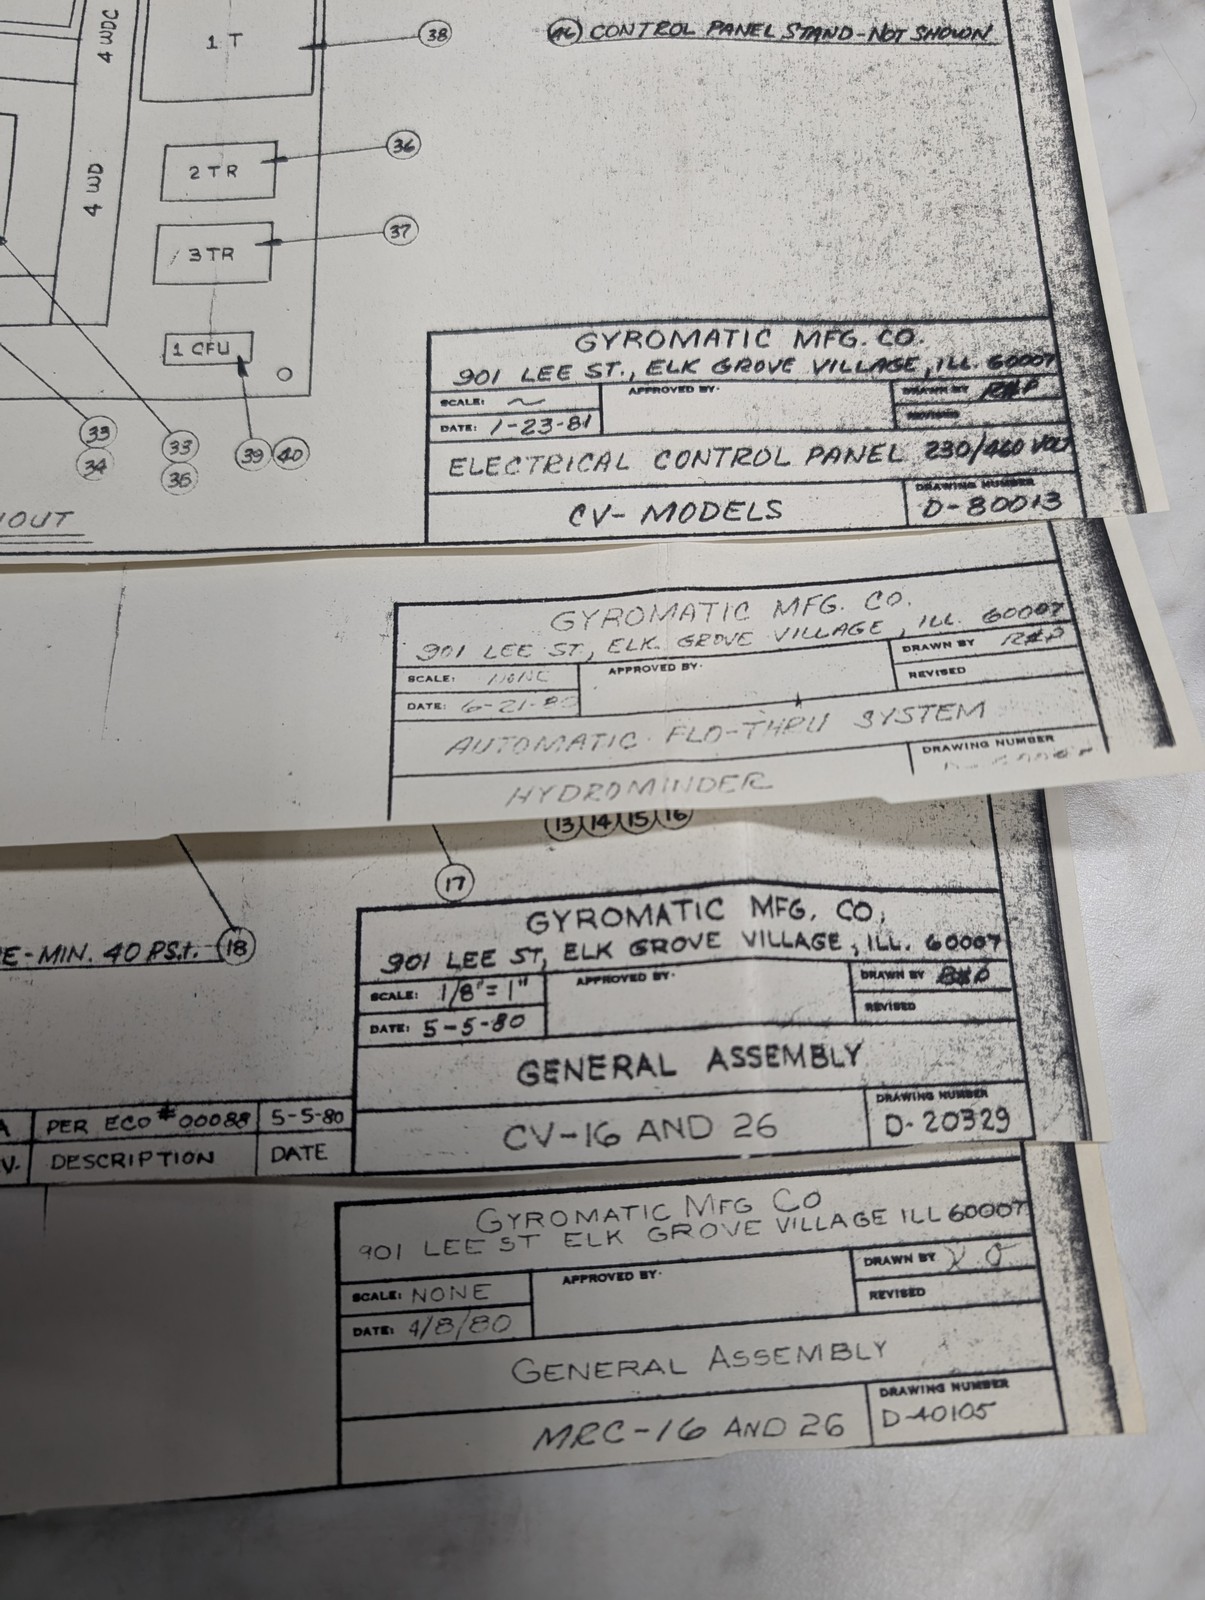 1 T
38
CONTROL PANEL STAND - NOT SHOWN
4 WDC
2 TR
36
4 WD
3 TR
37
1 CFU
33
34
33
35
39 40
GYROMATIC MFG. CO.
901 LEE ST., ELK GROVE VILLAGE, ILL. 60007
SCALE: ~
APPROVED BY:
DRAWN BY
DATE: 1-23-81
REVISED
ELECTRICAL CONTROL PANEL 230/460 VOLT
CV- MODELS
DRAWING NUMBER
D-80013
GYROMATIC MFG. CO.
901 LEE ST, ELK GROVE VILLAGE, ILL. 60007
SCALE: NONE
APPROVED BY:
DRAWN BY
DATE: 6-21-80
REVISED
AUTOMATIC FLO-THRU SYSTEM
HYDROMINDER
DRAWING NUMBER
13 14 15 16
17
E-MIN. 40 P.S.I. 18
GYROMATIC MFG. CO.
901 LEE ST, ELK GROVE VILLAGE, ILL. 60007
SCALE: 1/8"=1"
APPROVED BY:
DRAWN BY
DATE: 5-5-80
REVISED
GENERAL ASSEMBLY
CV-16 AND 26
DRAWING NUMBER
D-20329
A PER ECO #00088 5-5-80
V. DESCRIPTION DATE
GYROMATIC MFG CO
901 LEE ST ELK GROVE VILLAGE ILL 60007
SCALE: NONE
APPROVED BY:
DRAWN BY
DATE: 4/8/80
REVISED
GENERAL ASSEMBLY
MRC-16 AND 26
DRAWING NUMBER
D-40105